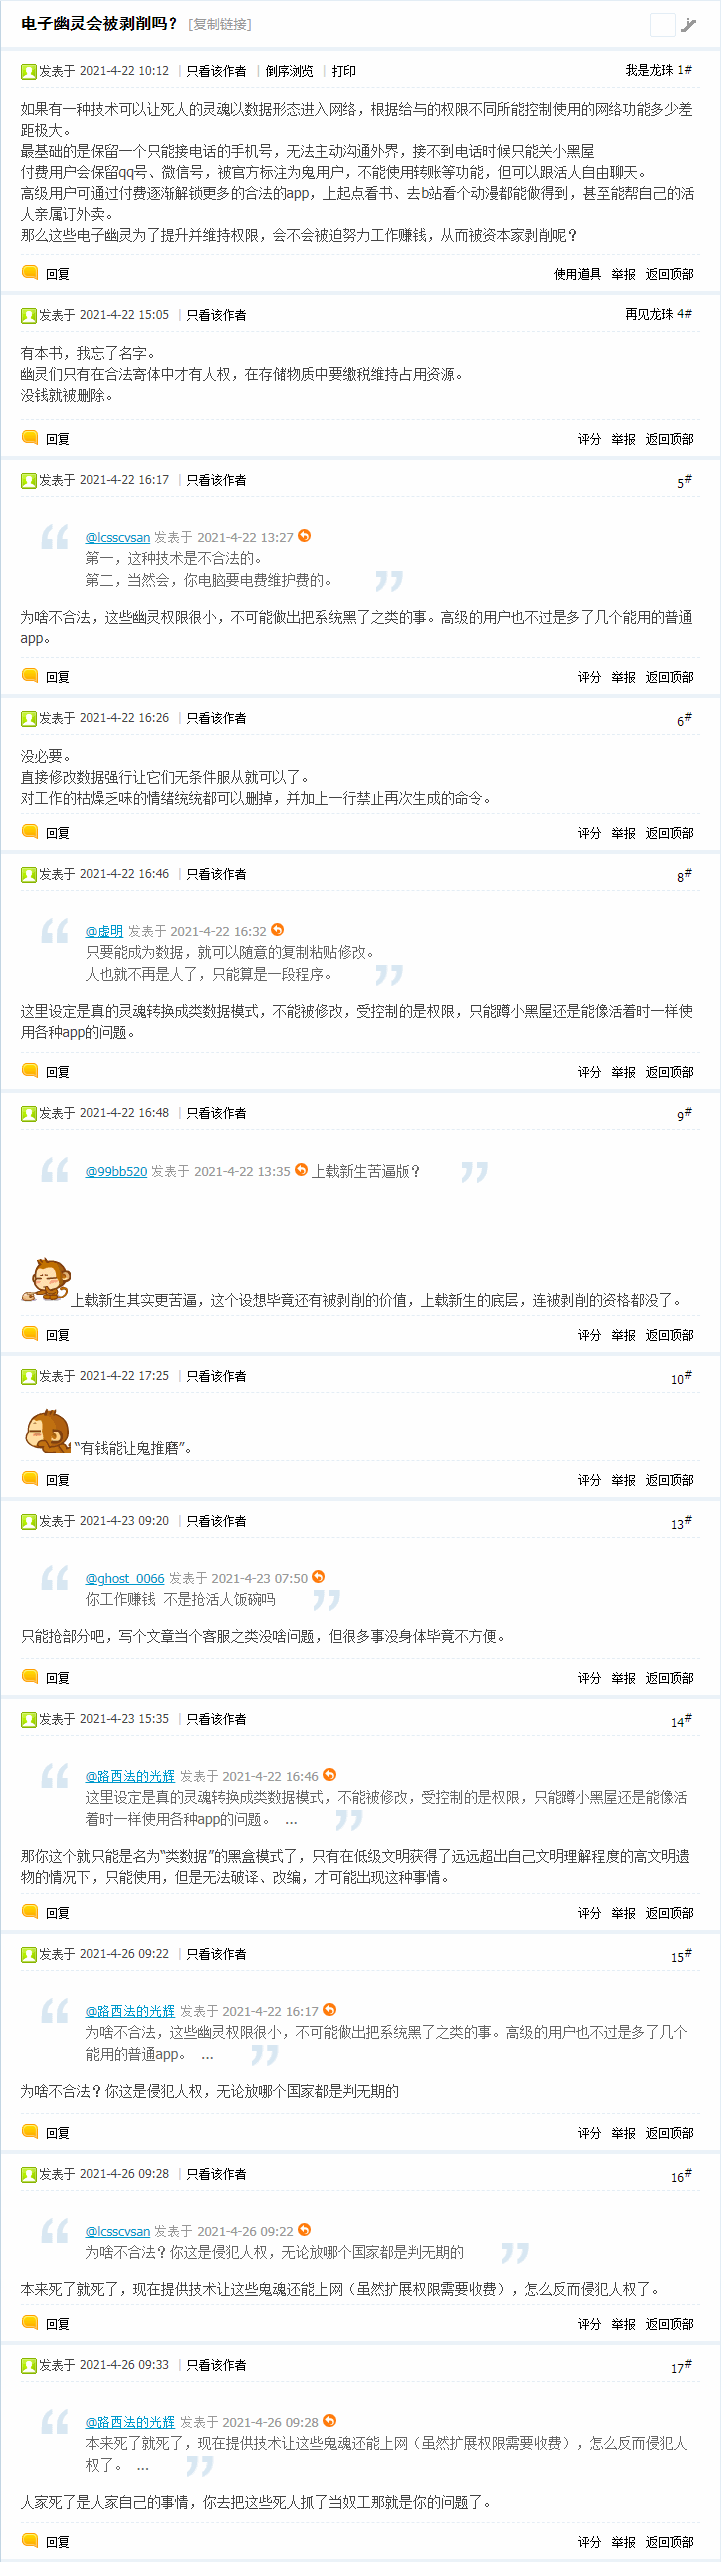 电子幽灵会被剥削吗？ [复制链接]
发表于 2021-4-22 10:12 |只看该作者 |倒序浏览 |打印 我是龙珠 1#
如果有一种技术可以让死人的灵魂以数据形态进入网络，根据给与的权限不同所能控制使用的网络功能多少差
距极大。
最基础的是保留一个只能接电话的手机号，无法主动沟通外界，接不到电话时候只能关小黑屋
付费用户会保留qq号、微信号，被官方标注为鬼用户，不能使用转账等功能，但可以跟活人自由聊天。
高级用户可通过付费逐渐解锁更多的合法的app，上起点看书、去b站看个动漫都能做得到，甚至能帮自己的活
人亲属订外卖。
那么这些电子幽灵为了提升并维持权限，会不会被迫努力工作赚钱，从而被资本家剥削呢？
回复 使用道具 举报 返回顶部
发表于 2021-4-22 15:05 |只看该作者 再见龙珠 4#
有本书，我忘了名字。
幽灵们只有在合法寄体中才有人权，在存储物质中要缴税维持占用资源。
没钱就被删除。
回复 评分 举报 返回顶部
发表于 2021-4-22 16:17 |只看该作者 5#
@lcsscvsan 发表于 2021-4-22 13:27
第一，这种技术是不合法的。
第二，当然会，你电脑要电费维护费的。
为啥不合法，这些幽灵权限很小，不可能做出把系统黑了之类的事。高级的用户也不过是多了几个能用的普通
app。
回复 评分 举报 返回顶部
发表于 2021-4-22 16:26 |只看该作者 6#
没必要。
直接修改数据强行让它们无条件服从就可以了。
对工作的枯燥乏味的情绪统统都可以删掉，并加上一行禁止再次生成的命令。
回复 评分 举报 返回顶部
发表于 2021-4-22 16:46 |只看该作者 8#
@虚明 发表于 2021-4-22 16:32
只要能成为数据，就可以随意的复制粘贴修改。
人也就不再是人了，只能算是一段程序。
这里设定是真的灵魂转换成类数据模式，不能被修改，受控制的是权限，只能蹲小黑屋还是能像活着时一样使
用各种app的问题。
回复 评分 举报 返回顶部
发表于 2021-4-22 16:48 |只看该作者 9#
@99bb520 发表于 2021-4-22 13:35 上载新生苦逼版？
上载新生其实更苦逼，这个设想毕竟还有被剥削的价值，上载新生的底层，连被剥削的资格都没了。
回复 评分 举报 返回顶部
发表于 2021-4-22 17:25 |只看该作者 10#
“有钱能让鬼推磨”。
回复 评分 举报 返回顶部
发表于 2021-4-23 09:20 |只看该作者 13#
@ghost_0066 发表于 2021-4-23 07:50
你工作赚钱 不是抢活人饭碗吗
只能抢部分吧，写个文章当个客服之类没啥问题，但很多事没身体毕竟不方便。
回复 评分 举报 返回顶部
发表于 2021-4-23 15:35 |只看该作者 14#
@路西法的光辉 发表于 2021-4-22 16:46
这里设定是真的灵魂转换成类数据模式，不能被修改，受控制的是权限，只能蹲小黑屋还是能像活
着时一样使用各种app的问题。 ...
那你这个就只能是名为“类数据”的黑盒模式了，只有在低级文明获得了远远超出自己文明理解程度的高文明遗
物的情况下，只能使用，但是无法破译、改编，才可能出现这种事情。
回复 评分 举报 返回顶部
发表于 2021-4-26 09:22 |只看该作者 15#
@路西法的光辉 发表于 2021-4-22 16:17
为啥不合法，这些幽灵权限很小，不可能做出把系统黑了之类的事。高级的用户也不过是多了几个
能用的普通app。 ...
为啥不合法？你这是侵犯人权，无论放哪个国家都是判无期的
回复 评分 举报 返回顶部
发表于 2021-4-26 09:28 |只看该作者 16#
@lcsscvsan 发表于 2021-4-26 09:22
为啥不合法？你这是侵犯人权，无论放哪个国家都是判无期的
本来死了就死了，现在提供技术让这些鬼魂还能上网（虽然扩展权限需要收费），怎么反而侵犯人权了。
回复 评分 举报 返回顶部
发表于 2021-4-26 09:33 |只看该作者 17#
@路西法的光辉 发表于 2021-4-26 09:28
本来死了就死了，现在提供技术让这些鬼魂还能上网（虽然扩展权限需要收费），怎么反而侵犯人
权了。 ...
人家死了是人家自己的事情，你去把这些死人抓了当奴工那就是你的问题了。
回复 评分 举报 返回顶部